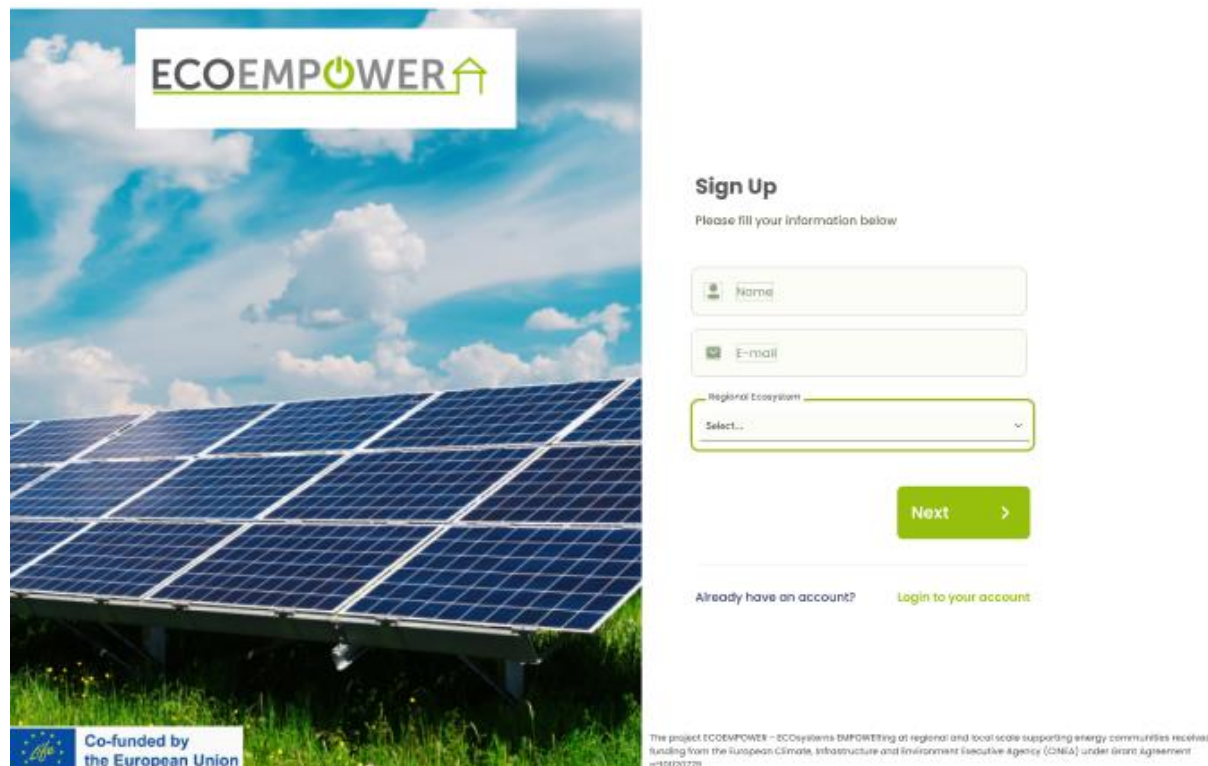 ECOEMPOWER
Sign Up
Please fill your information below
Name
E-mail
Regional Ecosystem
Select...
Next
Already have an account? Login to your account
Co-funded by
the European Union
The project ECOEMPOWER - ECOsystems EMPOWERing at regional and local scale supporting energy communities receives
funding from the European Climate, Infrastructure and Environment Executive Agency (CINEA) under Grant Agreement